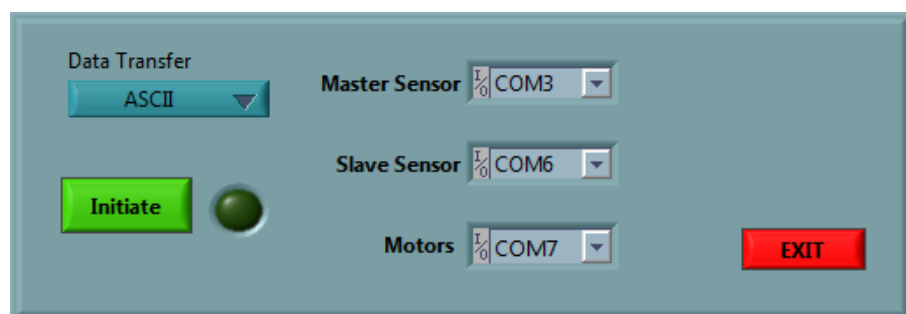 Data Transfer
ASCII
Master Sensor I/O COM3
Slave Sensor I/O COM6
Initiate
Motors I/O COM7
EXIT